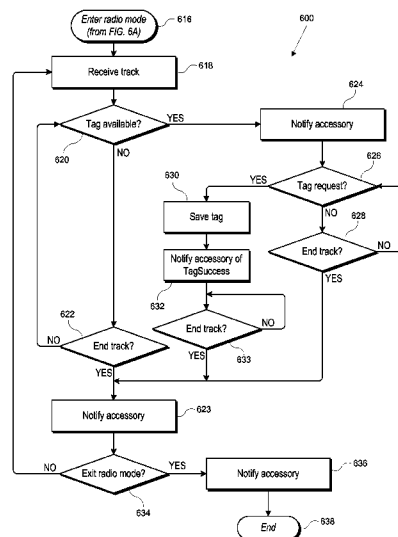 Enter radio mode
(from FIG. 6A)
616
600
Receive track
618
624
Tag available?
YES
Notify accessory
620
NO
626
630
YES
Tag request?
Save tag
NO
628
Notify accessory of
TagSuccess
End track?
NO
632
YES
622
End track?
NO
NO
End track?
633
YES
YES
Notify accessory
623
NO
Exit radio mode?
YES
Notify accessory
636
634
End
638